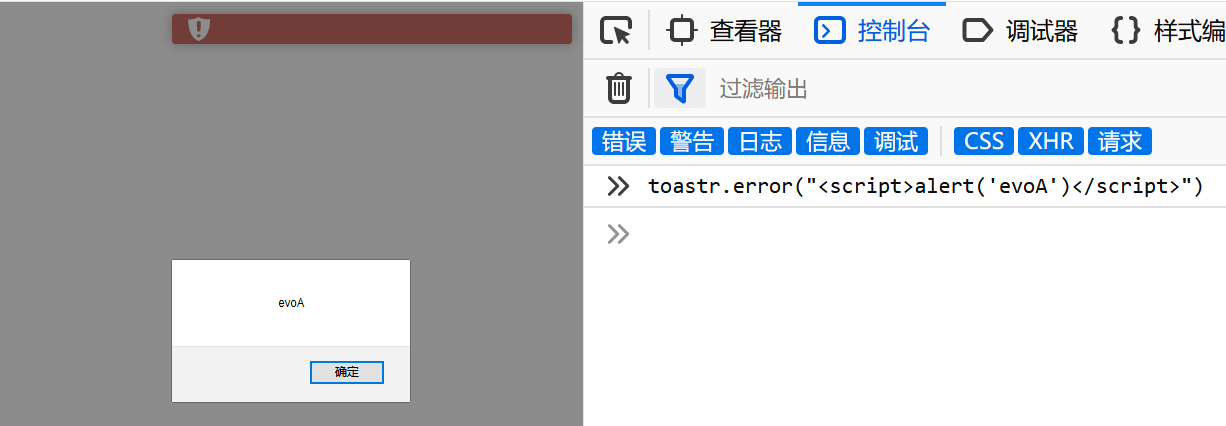 查看器 控制台 调试器 样式编
过滤输出
错误 警告 日志 信息 调试 CSS XHR 请求
toastr.error("<script>alert('evoA')</script>")
evoA
确定